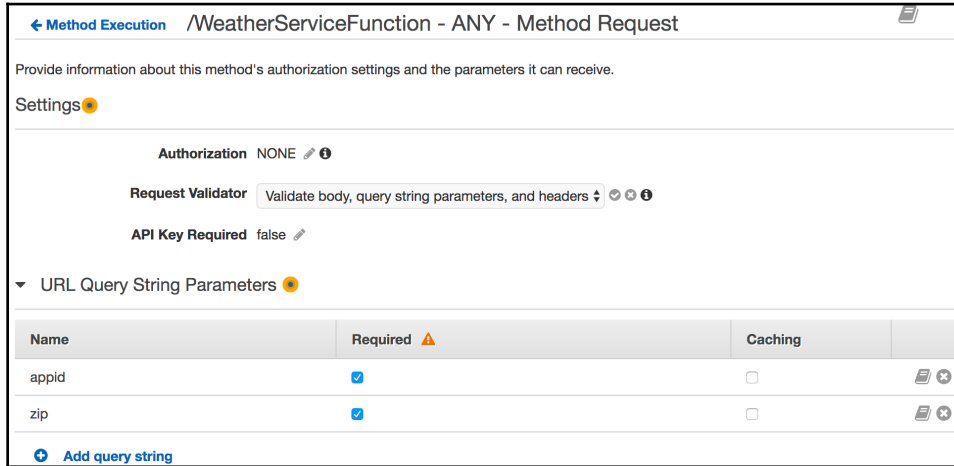 Method Execution /WeatherServiceFunction - ANY - Method Request
Provide information about this method's authorization settings and the parameters it can receive.
Settings
Authorization NONE
Request Validator Validate body, query string parameters, and headers
API Key Required false
URL Query String Parameters
Name Required Caching
appid
zip
Add query string